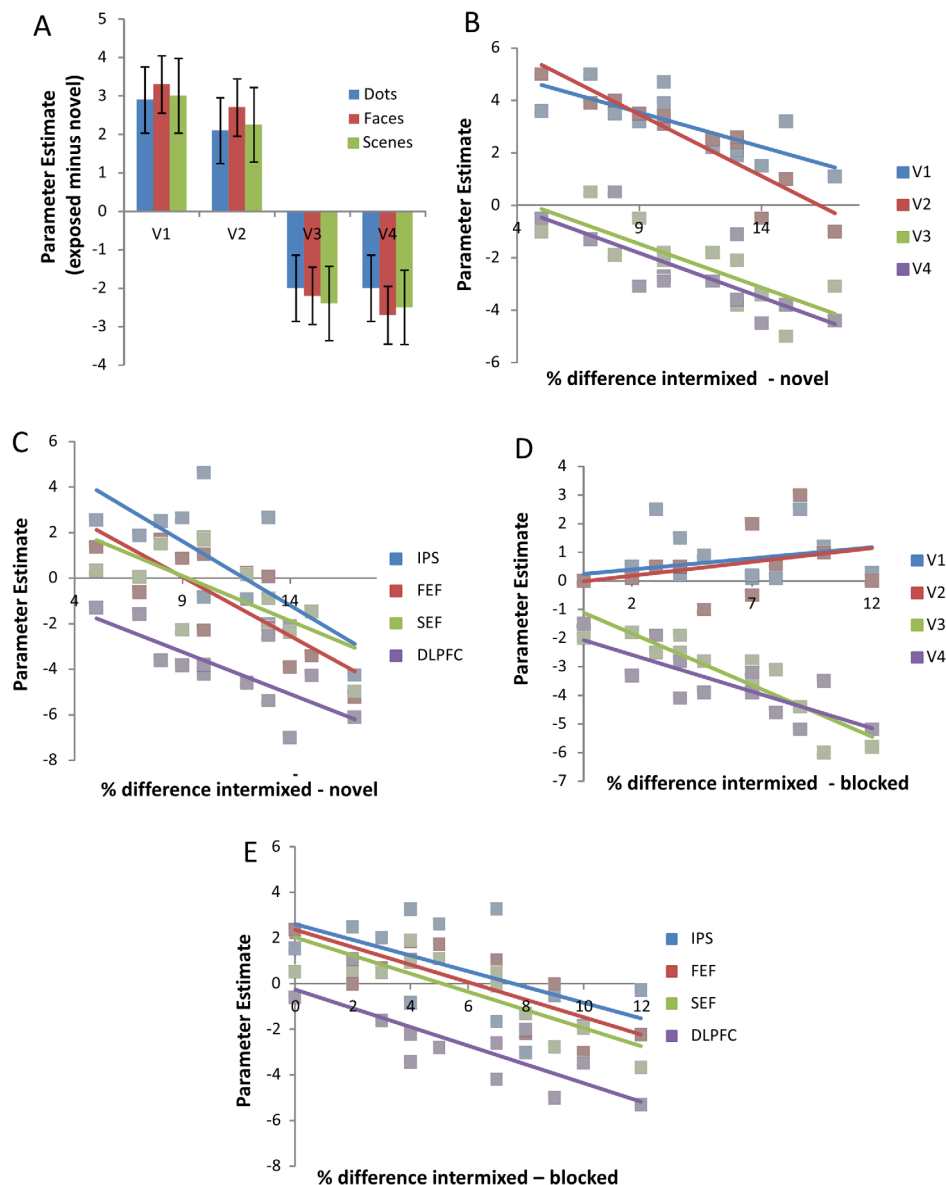 A
Parameter Estimate
(exposed minus novel)
5
4
3
2
1
0
-1
-2
-3
-4
V1 V2 V3 V4
Dots
Faces
Scenes
B
Parameter Estimate
6
4
2
0
-2
-4
-6
4 9 14
V1
V2
V3
V4
% difference intermixed - novel
C
Parameter Estimate
6
4
2
0
-2
-4
-6
-8
4 9 14
IPS
FEF
SEF
DLPFC
% difference intermixed - novel
D
Parameter Estimate
4
3
2
1
0
-1
-2
-3
-4
-5
-6
-7
2 7 12
V1
V2
V3
V4
% difference intermixed - blocked
E
Parameter Estimate
6
4
2
0
-2
-4
-6
-8
0 2 4 6 8 10 12
IPS
FEF
SEF
DLPFC
% difference intermixed – blocked